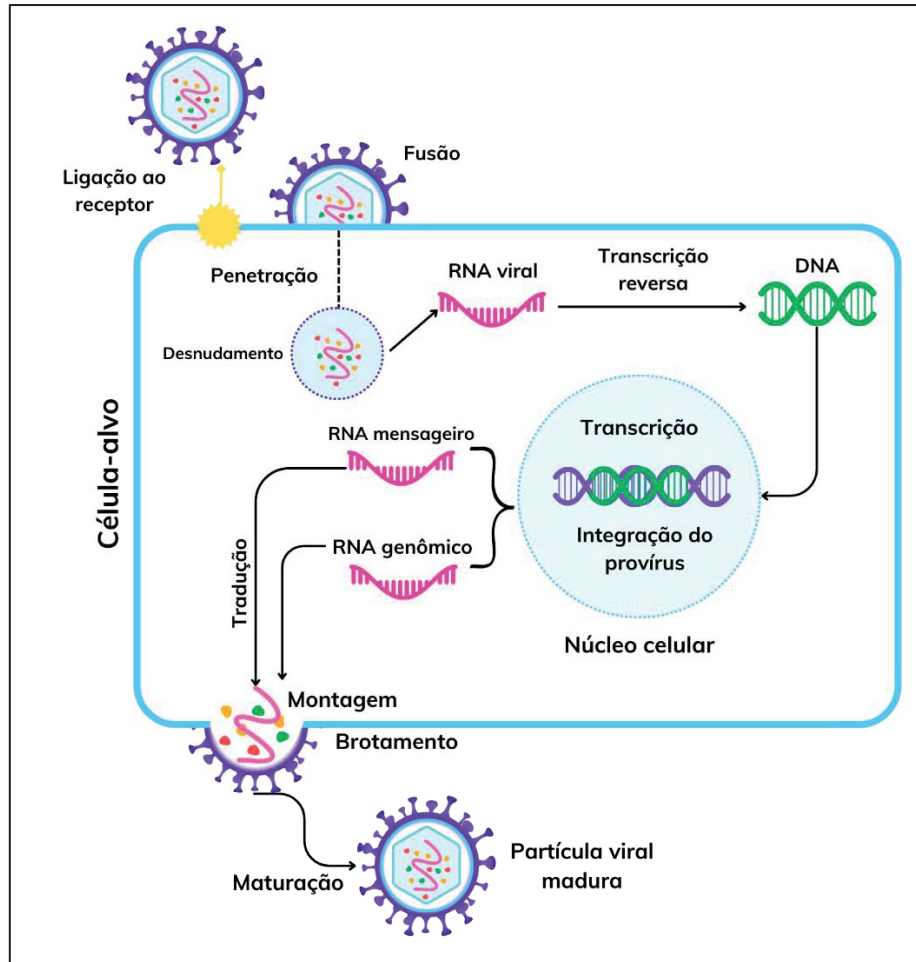 Ligação ao
receptor
Fusão
Penetração
Desnudamento
RNA viral
Transcrição
reversa
DNA
Célula-alvo
Transcrição
Integração do
provírus
Núcleo celular
RNA mensageiro
RNA genômico
Tradução
Montagem
Brotamento
Maturação
Partícula viral
madura